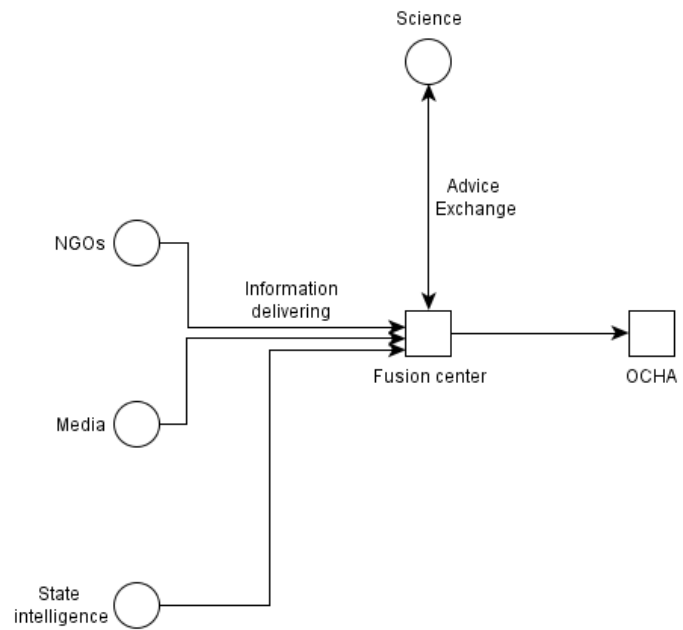 Science
Advice
Exchange
NGOs
Information
delivering
Fusion center
OCHA
Media
State
intelligence